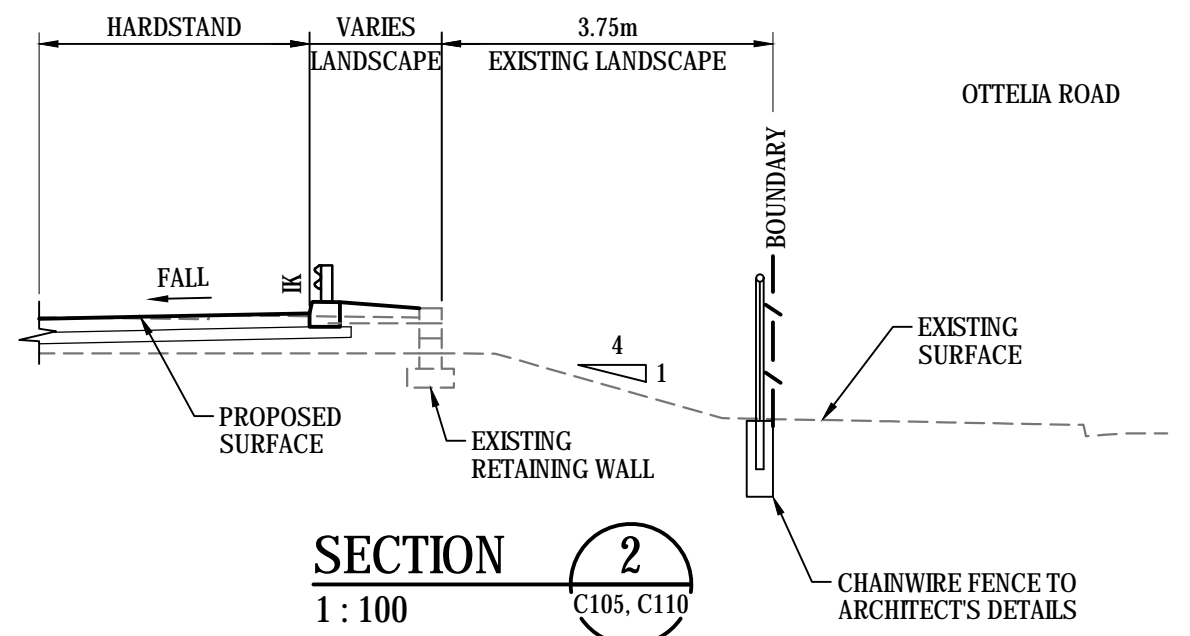 HARDSTAND
VARIES
LANDSCAPE
3.75m
EXISTING LANDSCAPE
OTTELIA ROAD
BOUNDARY
FALL
IK
4
1
EXISTING
SURFACE
PROPOSED
SURFACE
EXISTING
RETAINING WALL
SECTION
1 : 100
2
C105, C110
CHAINWIRE FENCE TO
ARCHITECT'S DETAILS